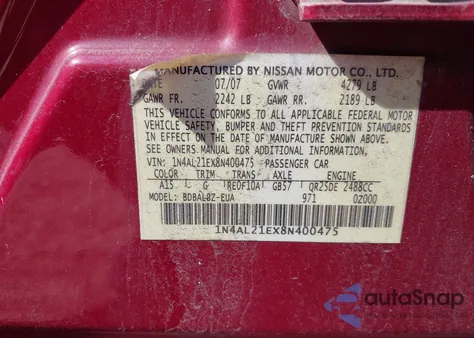 MANUFACTURED BY NISSAN MOTOR CO., LTD.
DATE 07/07 GVWR 4279 LB
GAWR FR. 2242 LB GAWR RR. 2189 LB
THIS VEHICLE CONFORMS TO ALL APPLICABLE FEDERAL MOTOR
VEHICLE SAFETY, BUMPER AND THEFT PREVENTION STANDARDS
IN EFFECT ON THE DATE OF MANUFACTURE SHOWN ABOVE.
SEE OWNERS MANUAL FOR ADDITIONAL INFORMATION.
VIN: 1N4AL21EX8N400475 PASSENGER CAR
COLOR TRIM TRANS AXLE ENGINE
A15 G RE0F10A GB57 QR25DE 2488CC
MODEL: BDBALBZ-EUA 971 0Z000
1N4AL21EX8N400475
autoSnap
autosnap.cloud